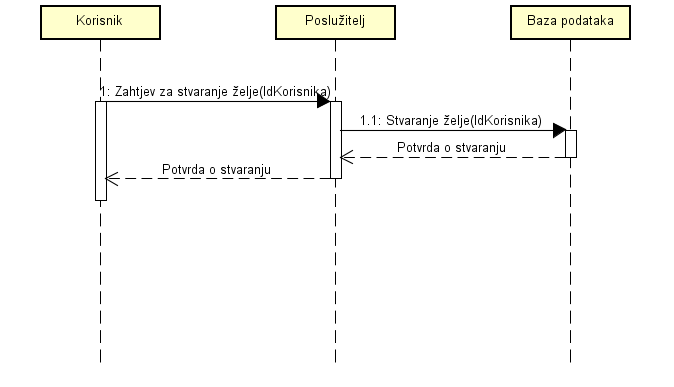 Korisnik
Poslužitelj
Baza podataka
1: Zahtjev za stvaranje želje(IdKorisnika)
1.1: Stvaranje želje(IdKorisnika)
Potvrda o stvaranju
Potvrda o stvaranju